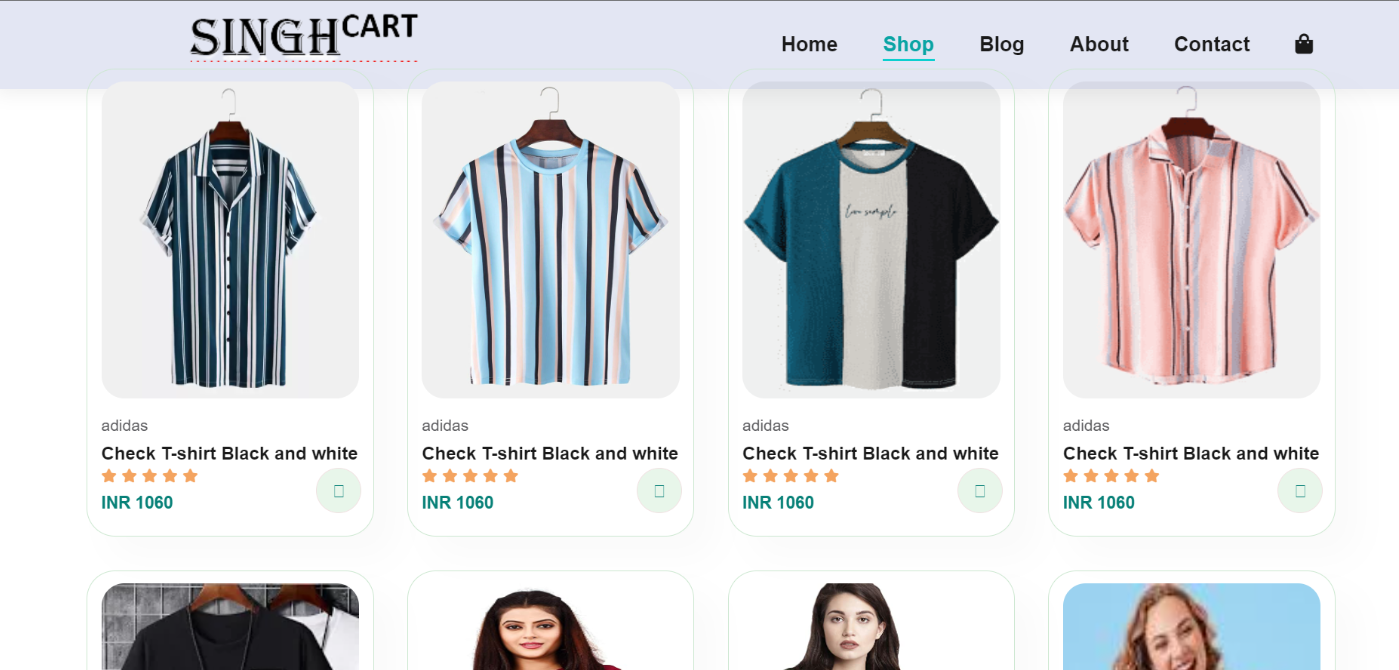 SINGHCART
Home Shop Blog About Contact
love sample
adidas adidas adidas adidas
Check T-shirt Black and white Check T-shirt Black and white Check T-shirt Black and white Check T-shirt Black and white
INR 1060 INR 1060 INR 1060 INR 1060